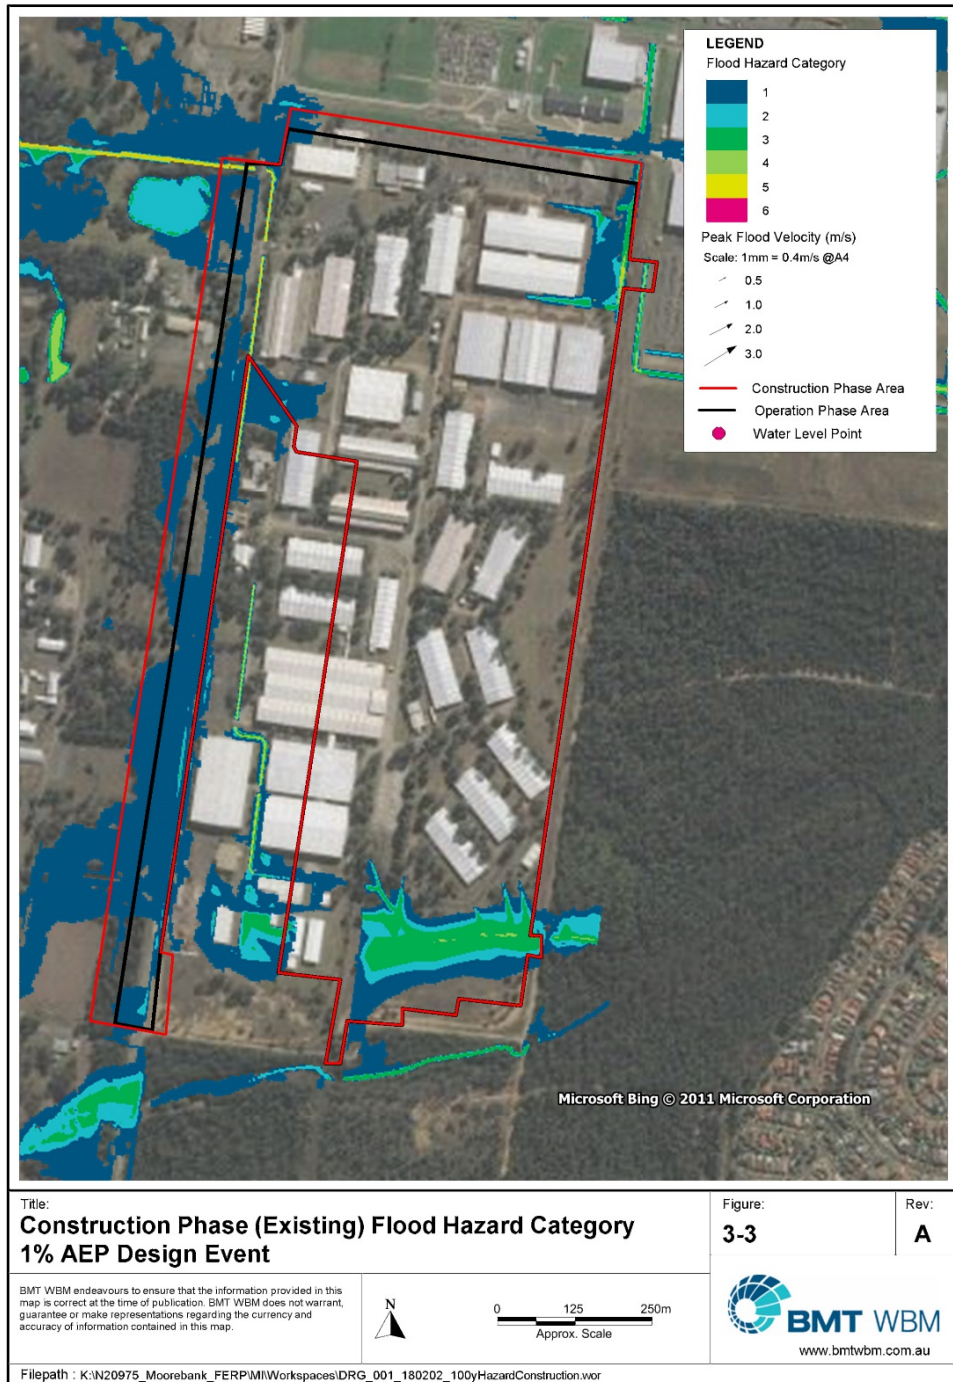 LEGEND
Flood Hazard Category
1
2
3
4
5
6
Peak Flood Velocity (m/s)
Scale: 1mm = 0.4m/s @A4
0.5
1.0
2.0
3.0
Construction Phase Area
Operation Phase Area
Water Level Point
Microsoft Bing © 2011 Microsoft Corporation
Title:
Construction Phase (Existing) Flood Hazard Category
1% AEP Design Event
Figure:
3-3
Rev:
A
BMT WBM endeavours to ensure that the information provided in this
map is correct at the time of publication. BMT WBM does not warrant,
guarantee or make representations regarding the currency and
accuracy of information contained in this map.
N
0 125 250m
Approx. Scale
BMT WBM
www.bmtwbm.com.au
Filepath : K:\N20975_Moorebank_FERP\MI\Workspaces\DRG_001_180202_100yHazardConstruction.wor